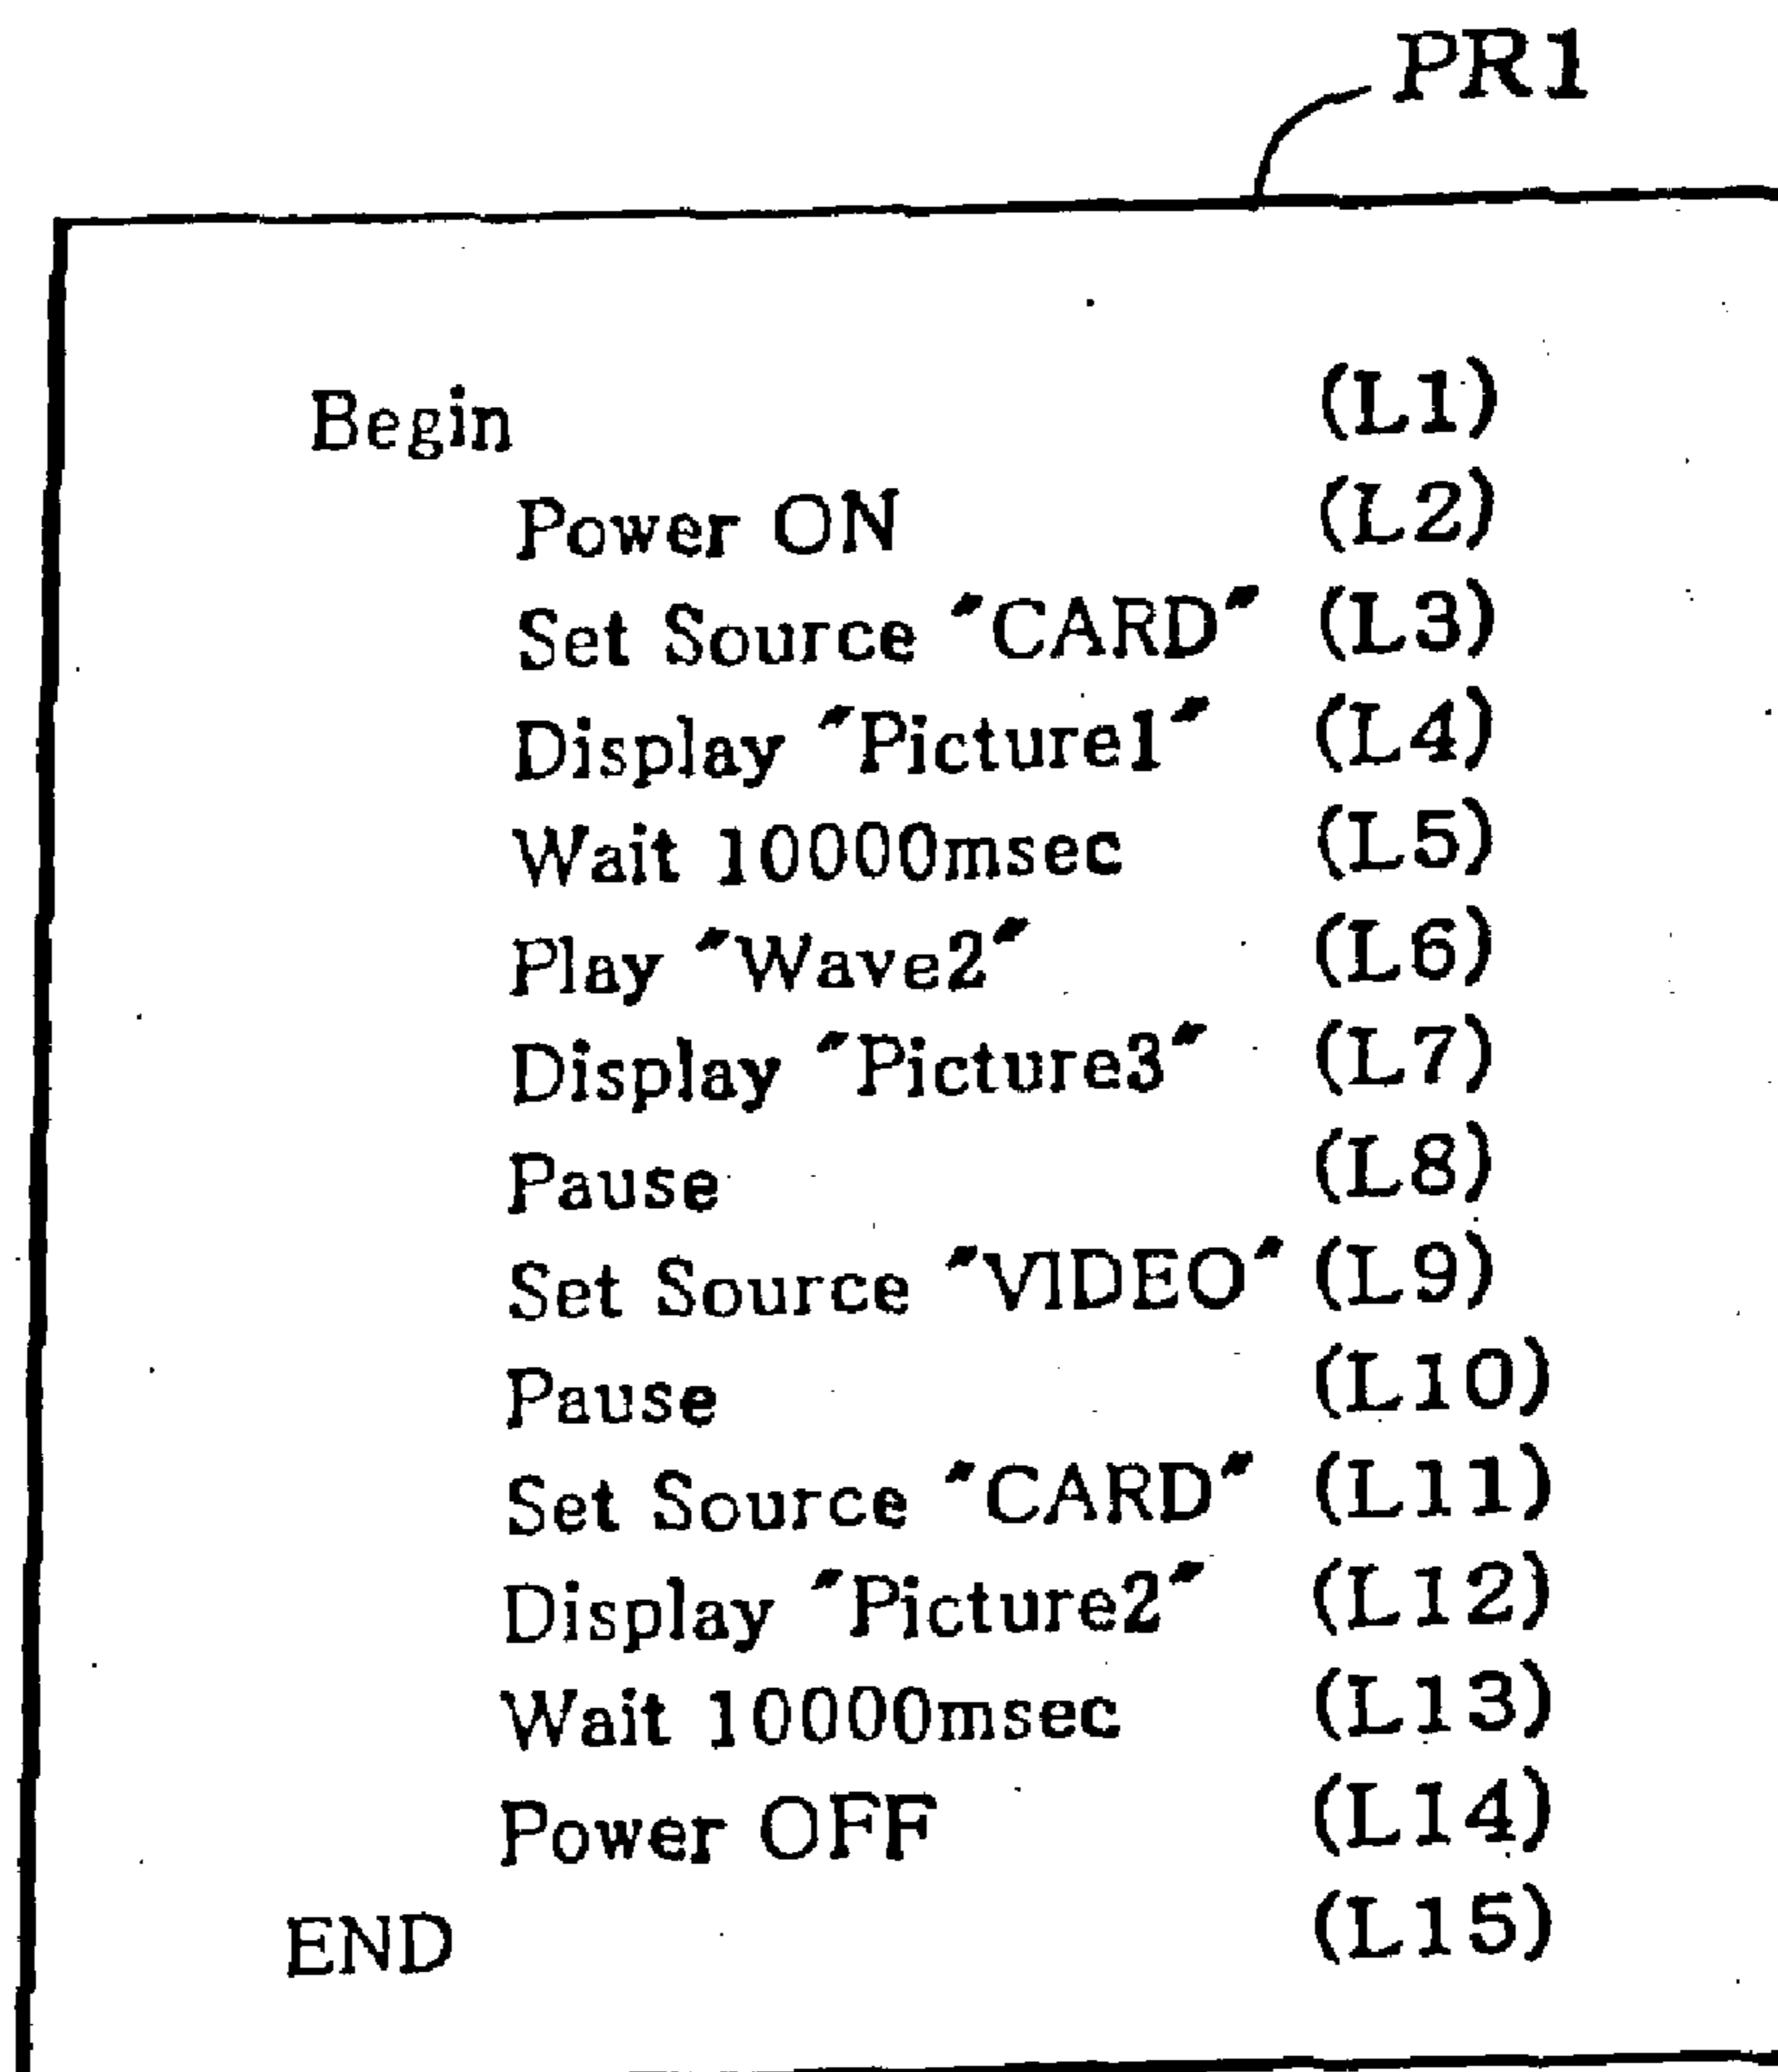 PR1
Begin (L1)
Power ON (L2)
Set Source "CARD" (L3)
Display "Picture1" (L4)
Wait 10000msec (L5)
Play "Wave2" (L6)
Display "Picture3" (L7)
Pause (L8)
Set Source "VIDEO" (L9)
Pause (L10)
Set Source "CARD" (L11)
Display "Picture2" (L12)
Wait 10000msec (L13)
Power OFF (L14)
END (L15)